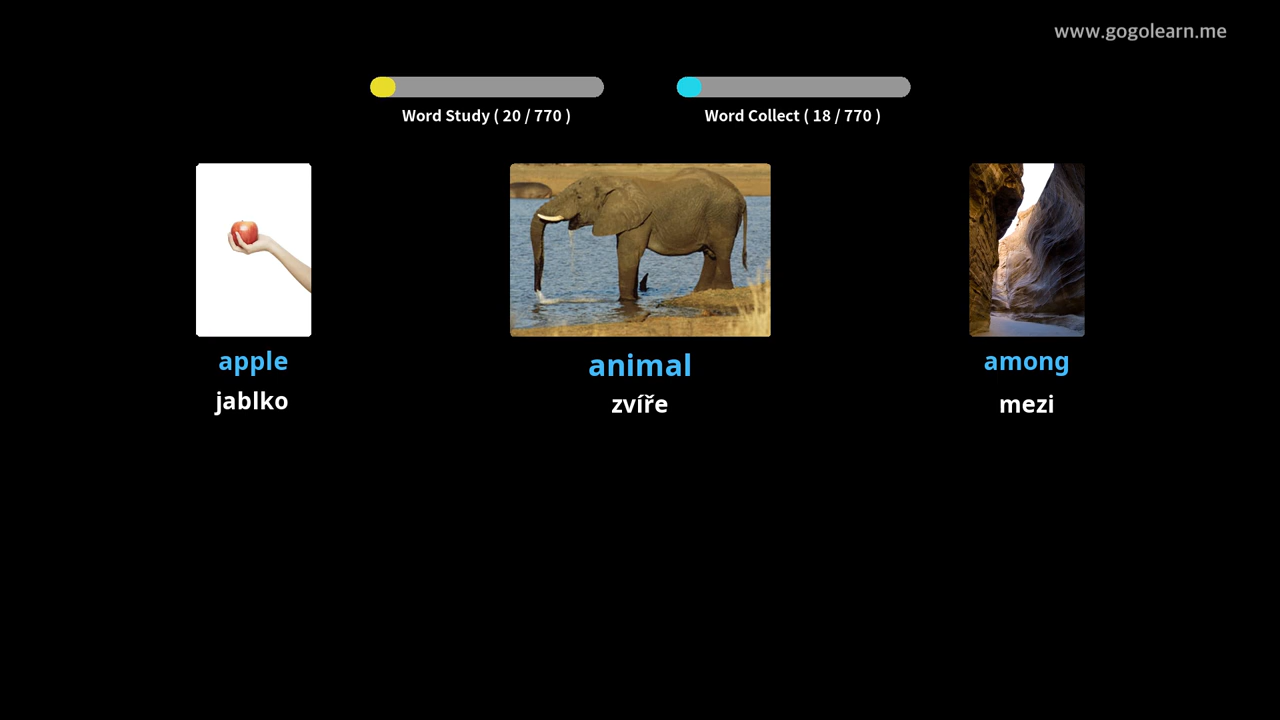 www.gogolearn.me
Word Study ( 20 / 770 )
Word Collect ( 18 / 770 )
apple
jablko
animal
zvíře
among
mezi